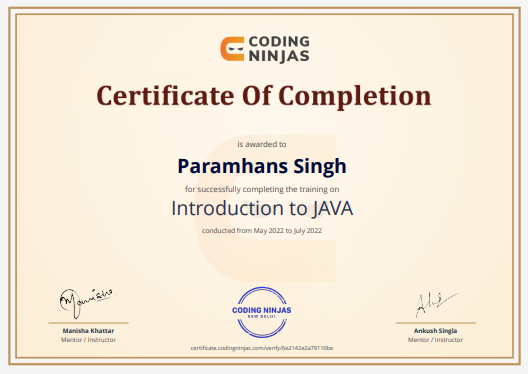 CODING
NINJAS
Certificate Of Completion
is awarded to
Paramhans Singh
for successfully completing the training on
Introduction to JAVA
conducted from May 2022 to July 2022
Manisha
CODING NINJAS
NEW DELHI
Manisha Khattar
Mentor / Instructor
Ankush Singla
Mentor / Instructor
certificate.codingninjas.com/verify/6e2142e2a79110be